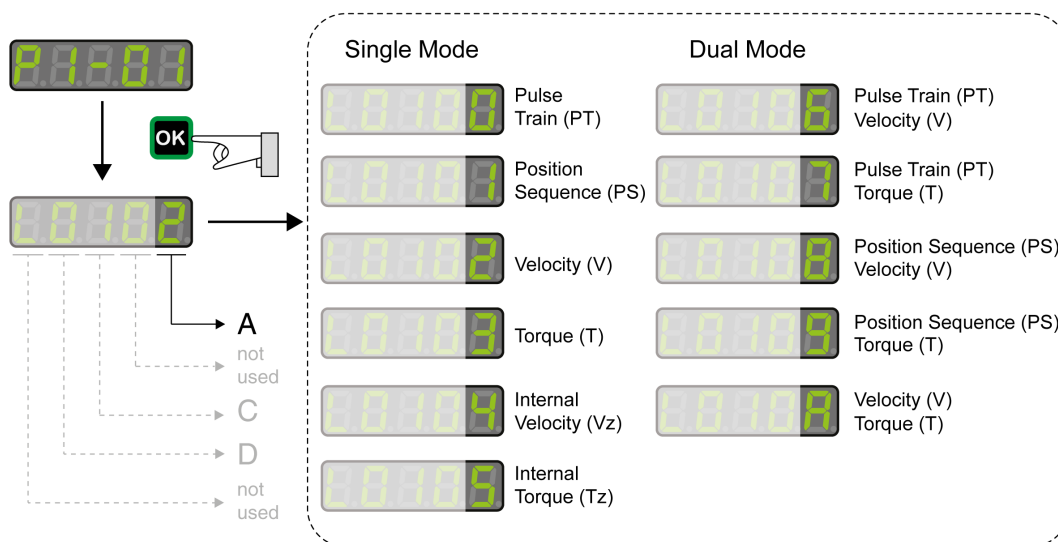 Single Mode
Dual Mode
P1-01
OK
L0102
A
not
used
C
D
not
used
L0100
Pulse
Train (PT)
L0101
Position
Sequence (PS)
L0102
Velocity (V)
L0103
Torque (T)
L0104
Internal
Velocity (Vz)
L0105
Internal
Torque (Tz)
L0106
Pulse Train (PT)
Velocity (V)
L0107
Pulse Train (PT)
Torque (T)
L0108
Position Sequence (PS)
Velocity (V)
L0109
Position Sequence (PS)
Torque (T)
L010A
Velocity (V)
Torque (T)